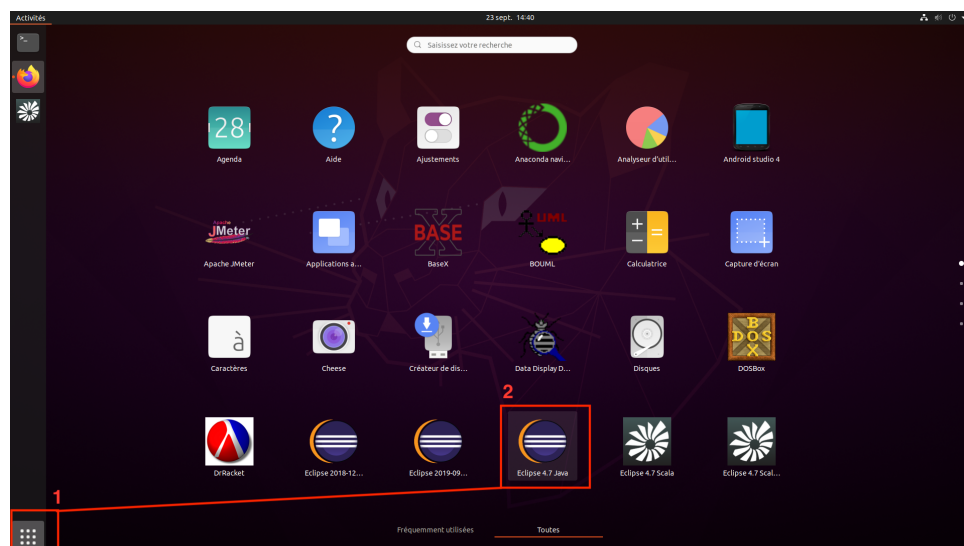 Activités
23 sept. 14:40
>_
Saisissez votre recherche
28
?
Agenda
Aide
Ajustements
Anaconda navi...
Analyseur d'util...
Android studio 4
Apache
JMeter
BASE
X
UML
+
−
=
Apache JMeter
Applications a...
BaseX
BOUML
Calculatrice
Capture d'écran
à
B
DOS
X
Caractères
Cheese
Créateur de dis...
Data Display D...
Disques
DOSBox
2
DrRacket
Eclipse 2018-12...
Eclipse 2019-09...
Eclipse 4.7 Java
Eclipse 4.7 Scala
Eclipse 4.7 Scal...
1
Fréquemment utilisées
Toutes